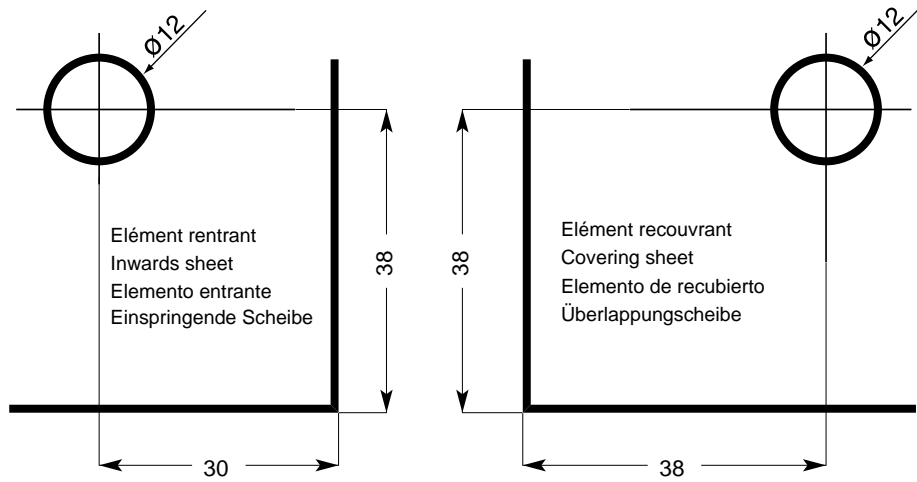 Ø12
Elément rentrant
Inwards sheet
Elemento entrante
Einspringende Scheibe
38
30
Ø12
38
Elément recouvrant
Covering sheet
Elemento de recubierto
Überlappungscheibe
38